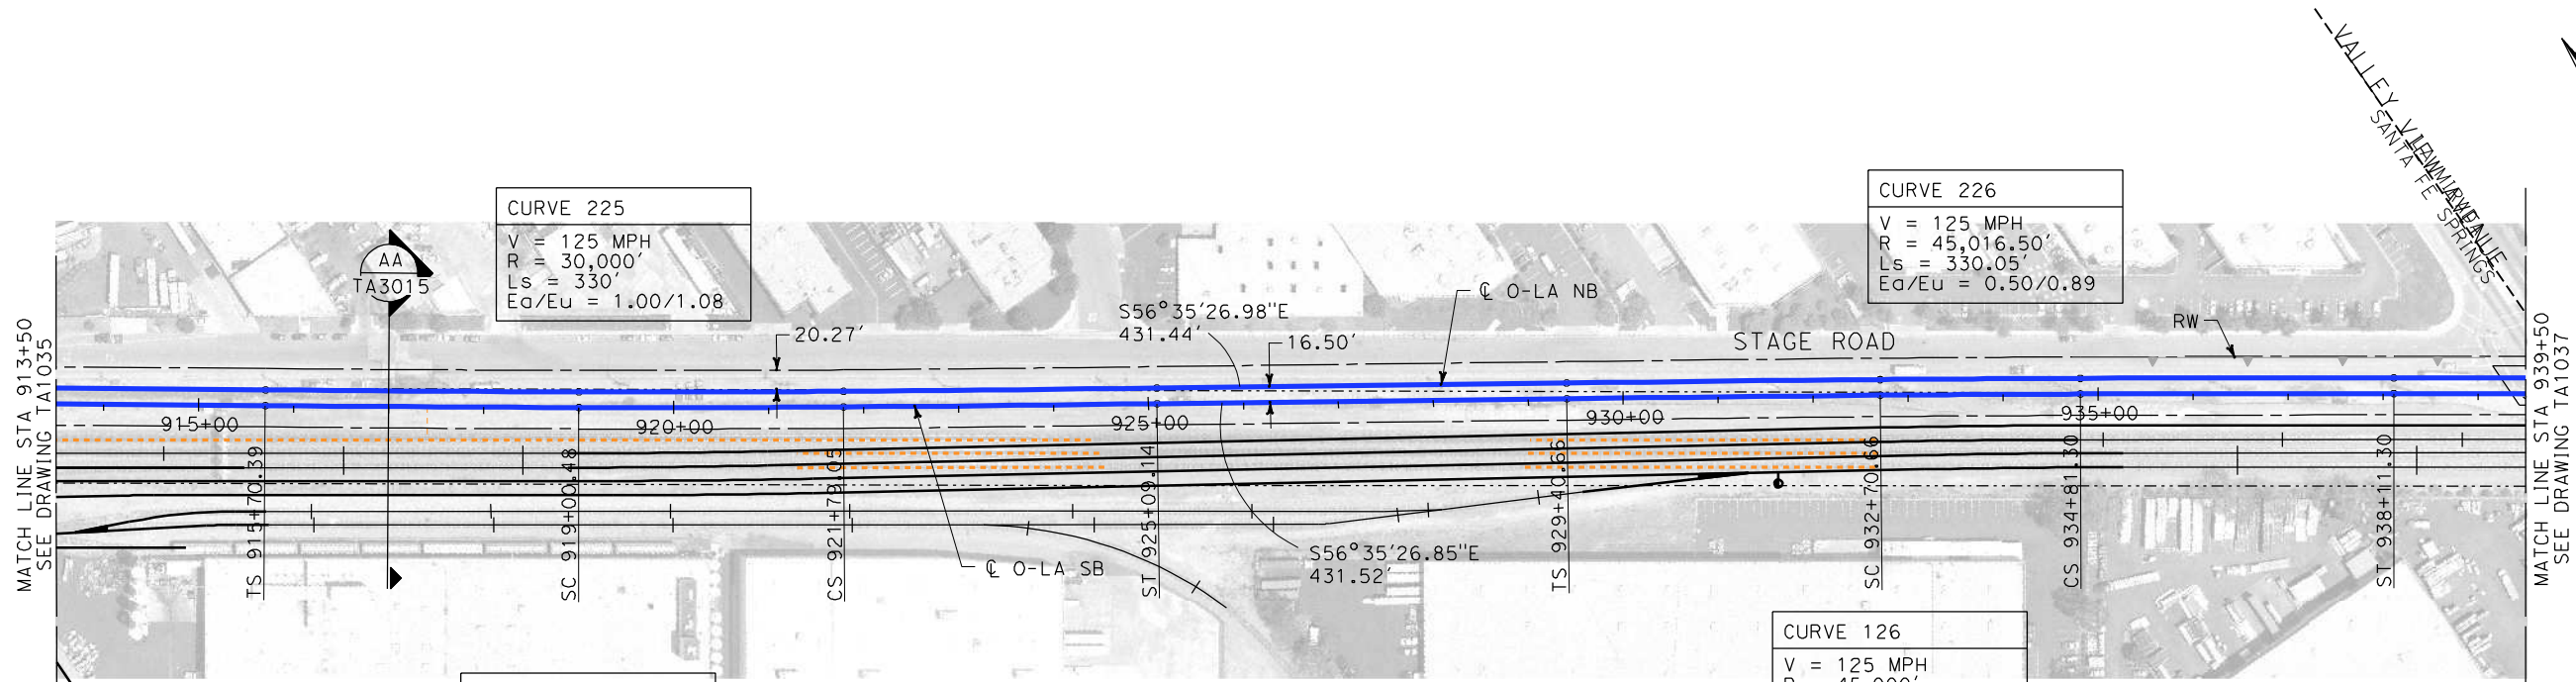 CURVE 225
V = 125 MPH
R = 30,000'
Ls = 330'
Ea/Eu = 1.00/1.08
CURVE 226
V = 125 MPH
R = 45,016.50'
Ls = 330.05'
Ea/Eu = 0.50/0.89
AA
TA3015
20.27'
S56°35'26.98"E
431.44'
16.50'
℄ O-LA NB
STAGE ROAD
RW
SANTA FE SPRINGS
VALLEY
MATCH LINE STA 913+50
SEE DRAWING TA1035
MATCH LINE STA 939+50
SEE DRAWING TA1037
915+00
920+00
925+00
930+00
935+00
TS 915+70.39
SC 919+00.48
CS 921+79.05
ST 925+09.14
TS 929+40.66
SC 932+70.66
CS 934+81.30
ST 938+11.30
℄ O-LA SB
S56°35'26.85"E
431.52'
CURVE 126
V = 125 MPH